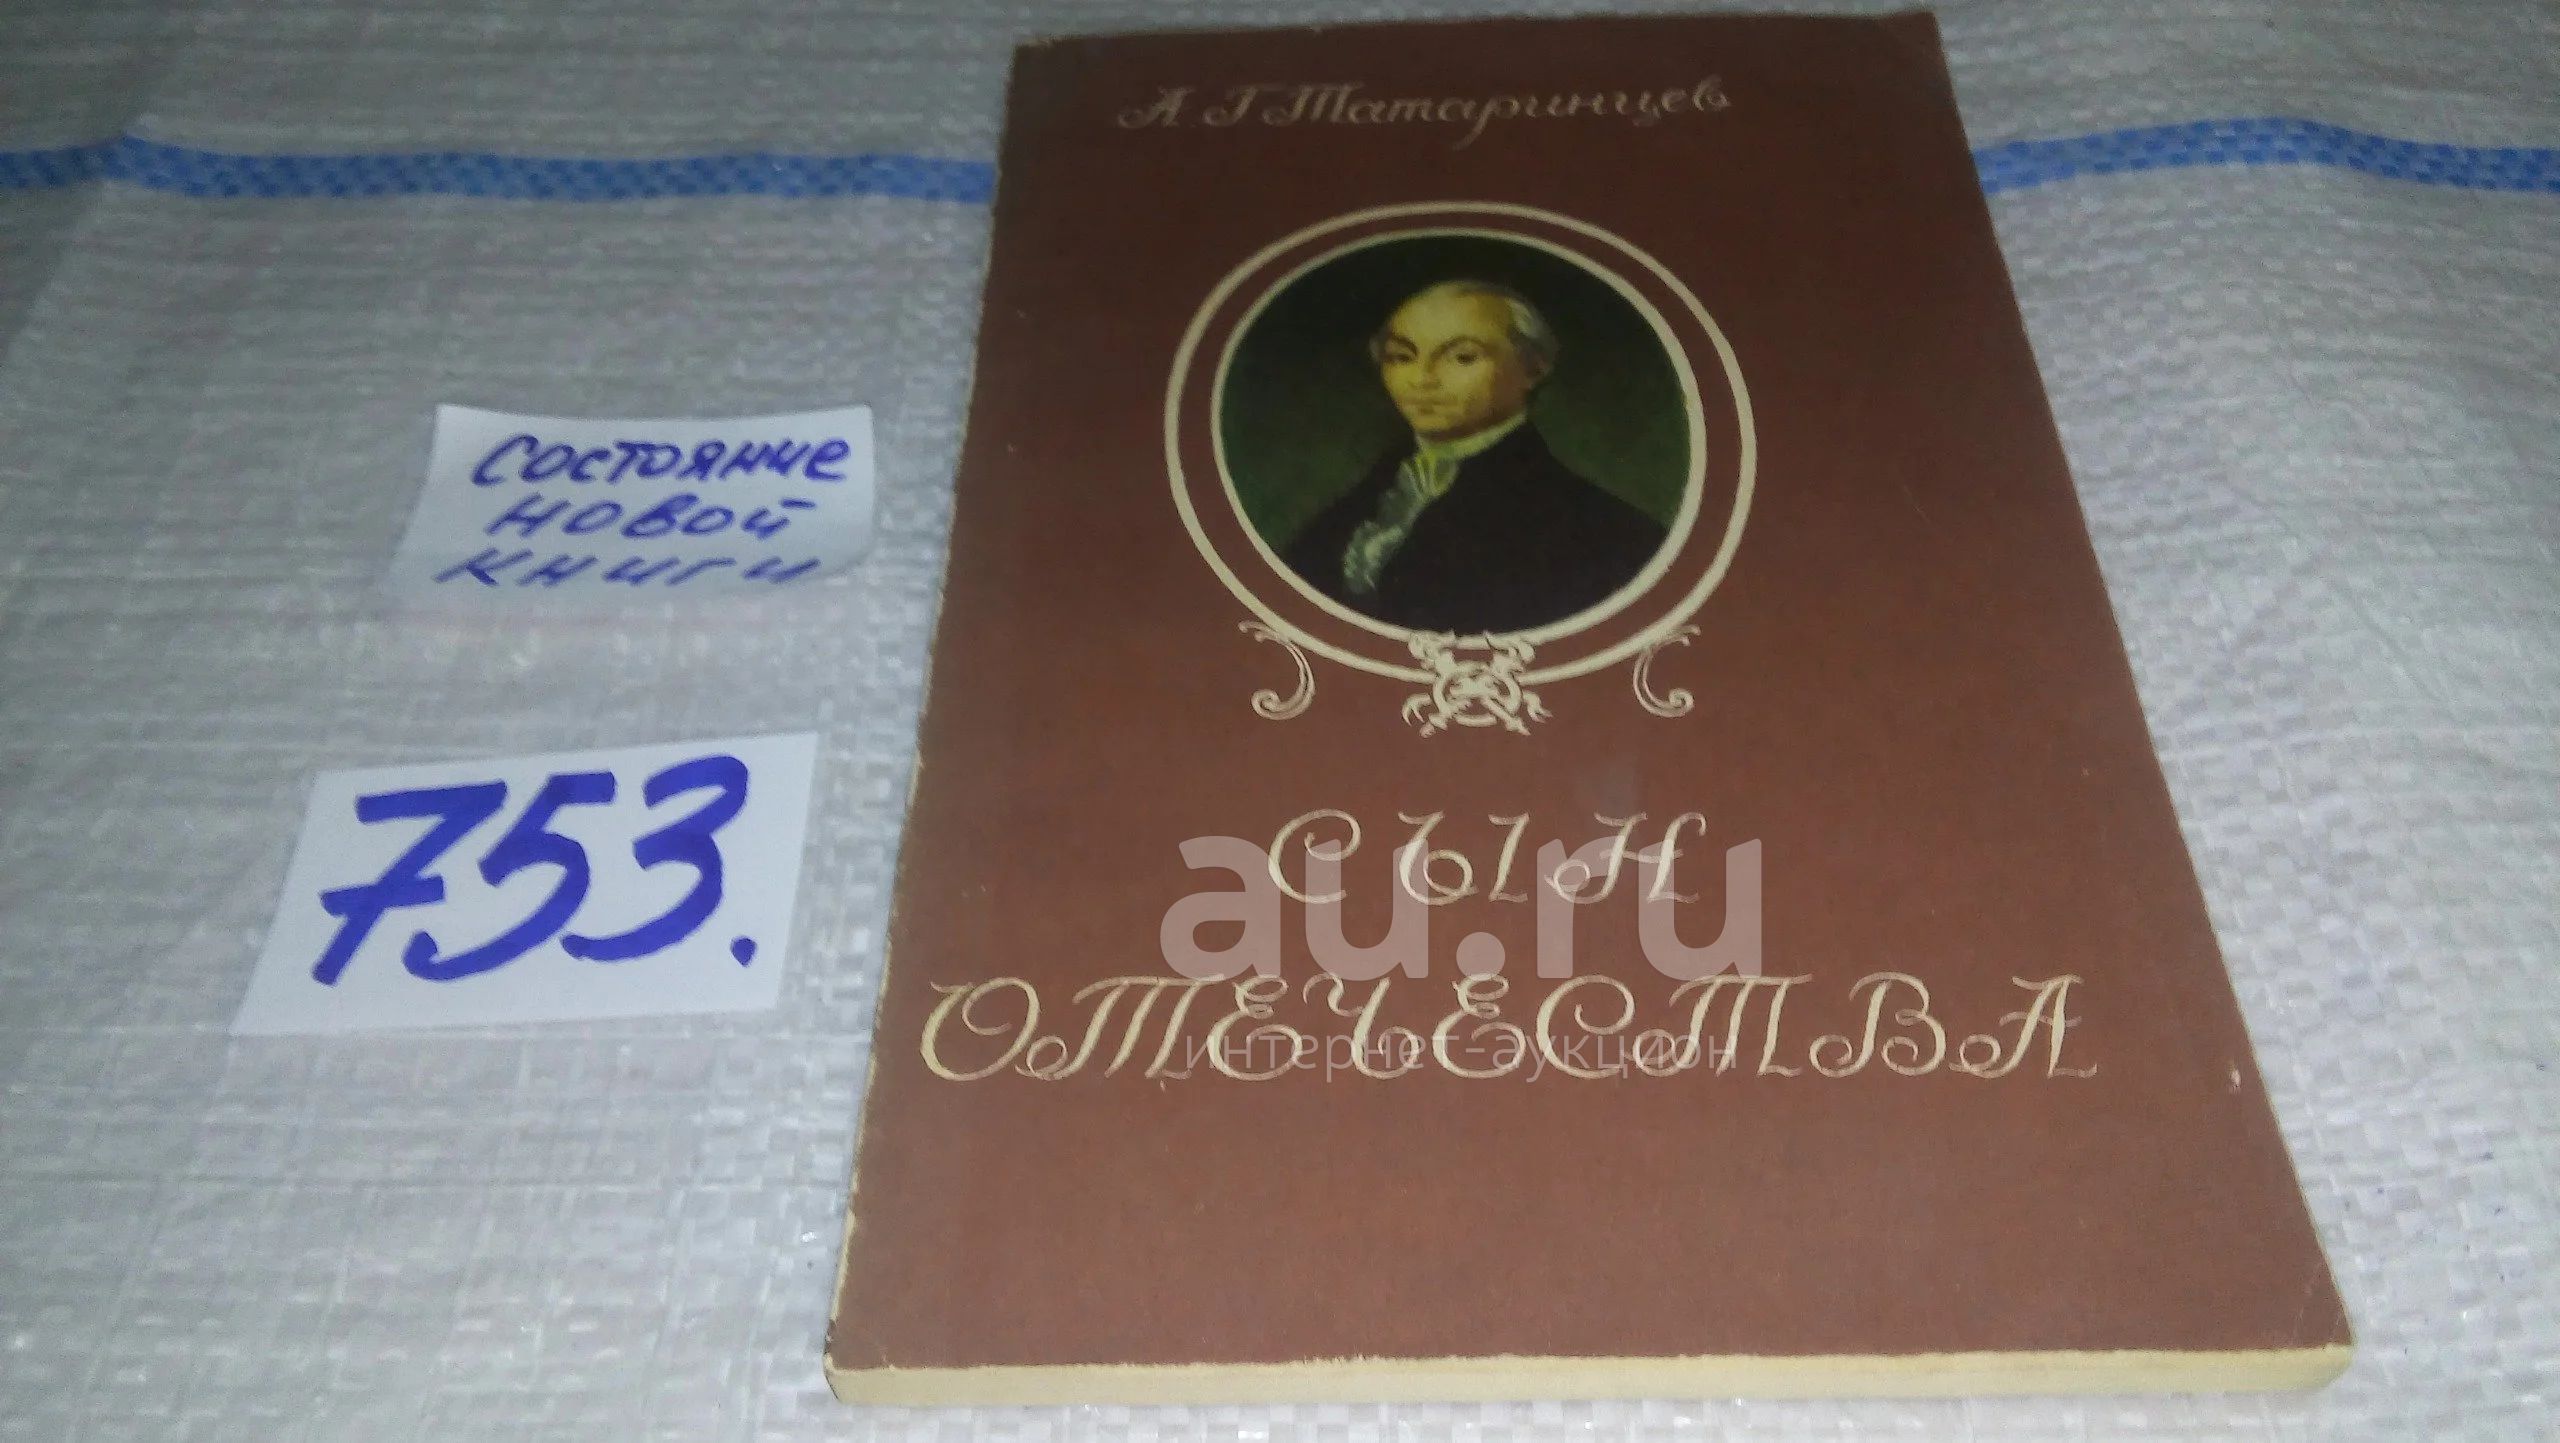 А. Г. Татаринцев
состояние
новой
книги
753.
СЫН
au.ru
ОТЕЧЕСТВА
интернет-аукцион